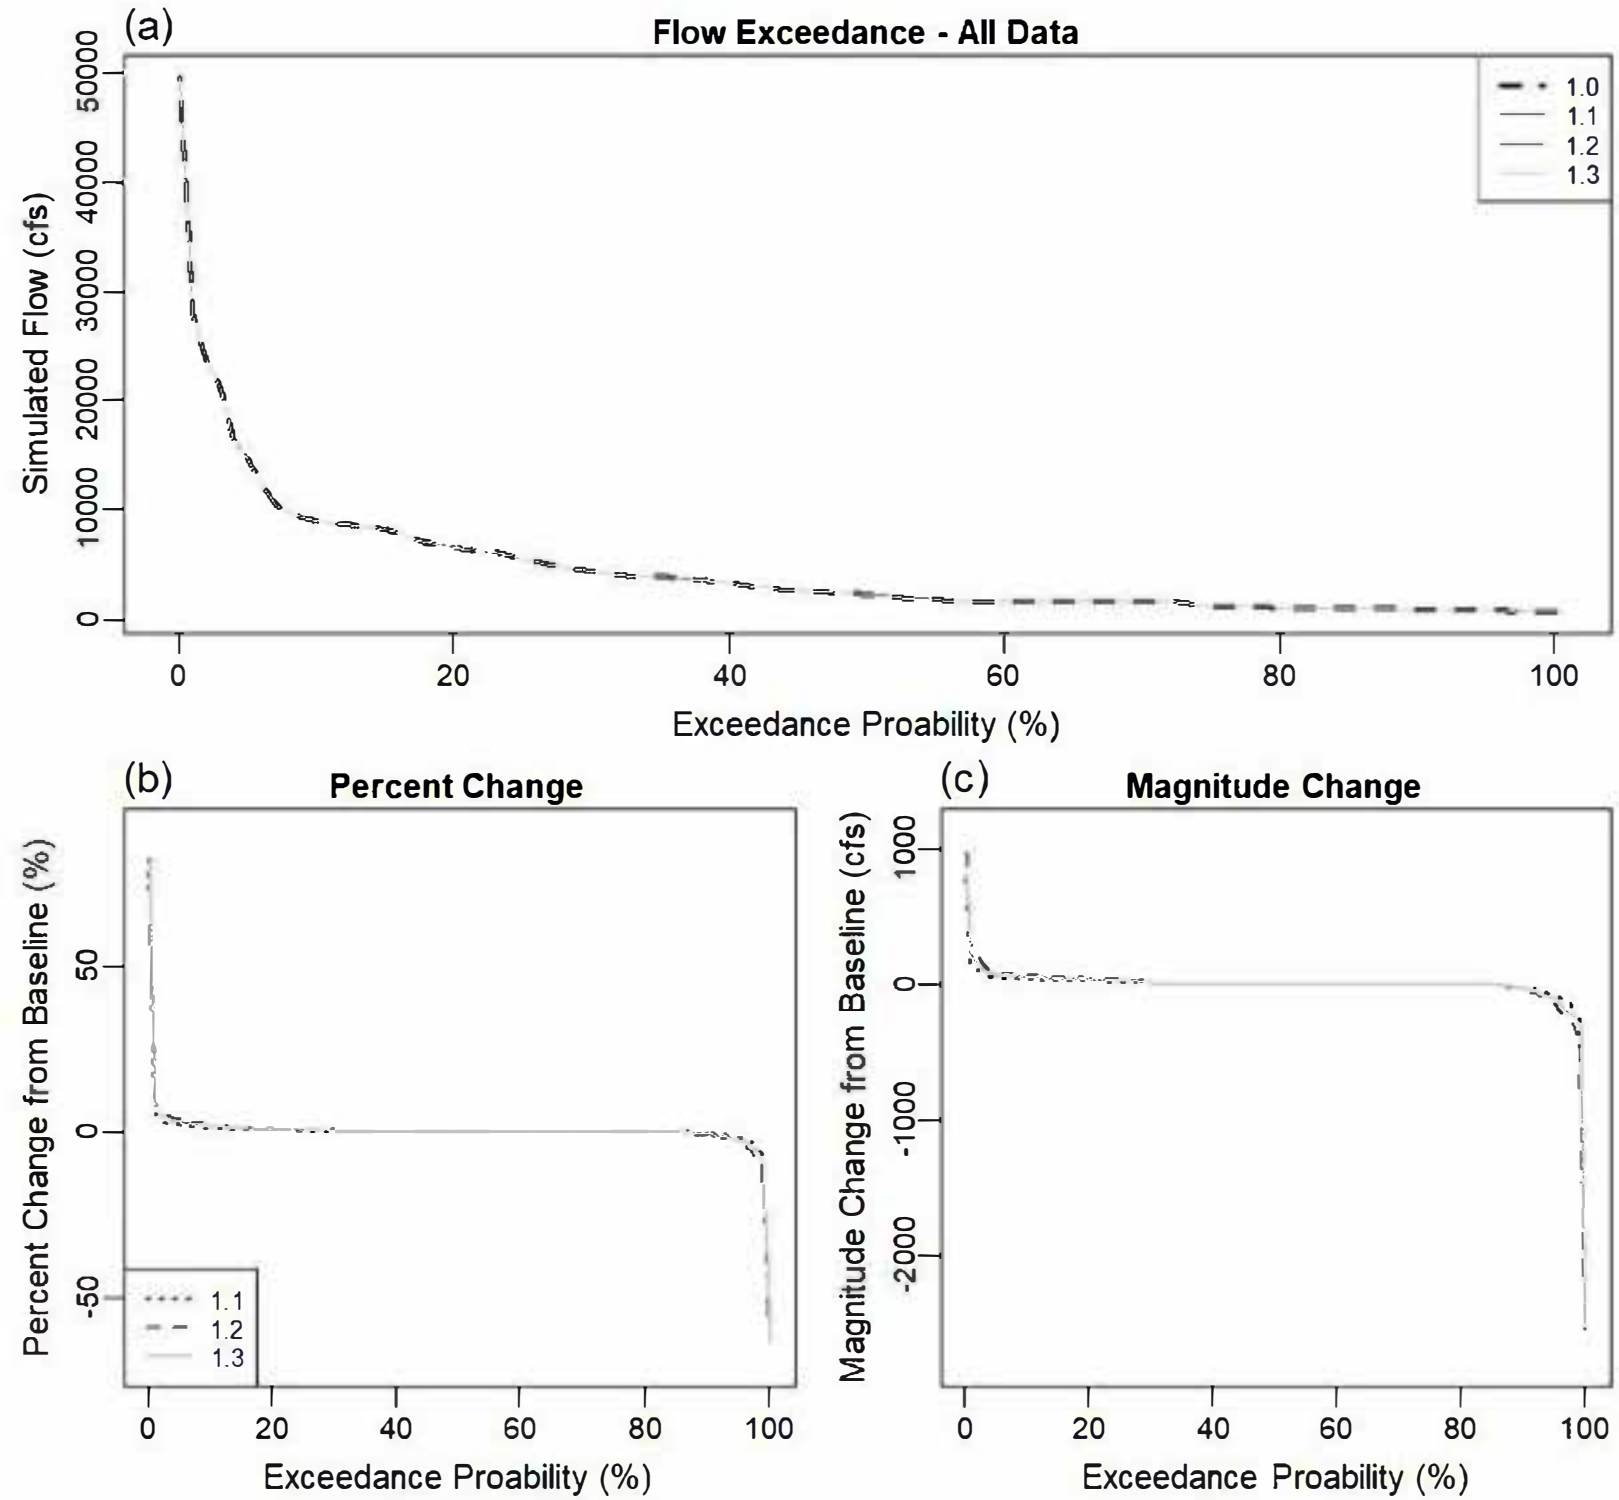 (a)
Flow Exceedance - All Data
Simulated Flow (cfs)
50000
40000
30000
20000
10000
0
1.0
1.1
1.2
1.3
0 20 40 60 80 100
Exceedance Proability (%)
(b)
Percent Change
Percent Change from Baseline (%)
50
0
-50
1.1
1.2
1.3
0 20 40 60 80 100
Exceedance Proability (%)
(c)
Magnitude Change
Magnitude Change from Baseline (cfs)
1000
0
-1000
-2000
0 20 40 60 80 100
Exceedance Proability (%)